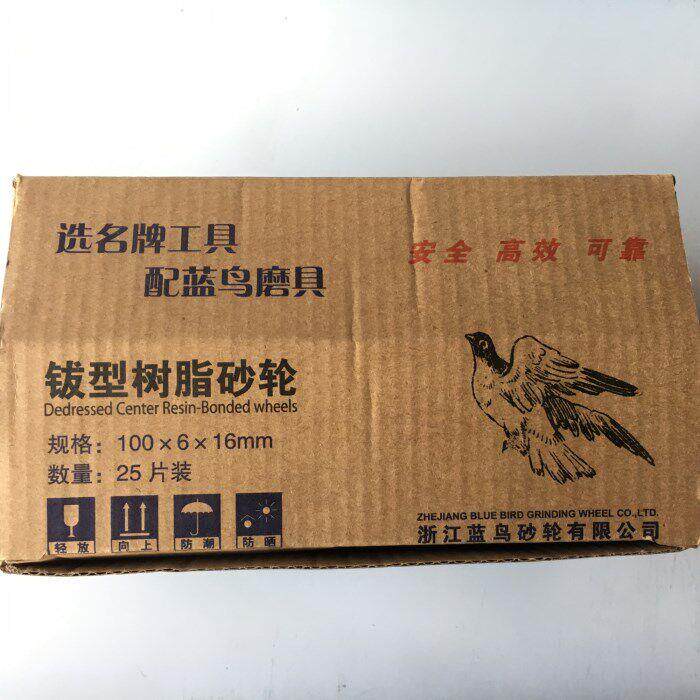 选名牌工具
配蓝鸟磨具
安全 高效 可靠
钹型树脂砂轮
Dedressed Center Resin-Bonded wheels
规格：100×6×16mm
数量：25片装
轻放 向上 防潮 防晒
ZHEJIANG BLUE BIRD GRINDING WHEEL CO.,LTD.
浙江蓝鸟砂轮有限公司